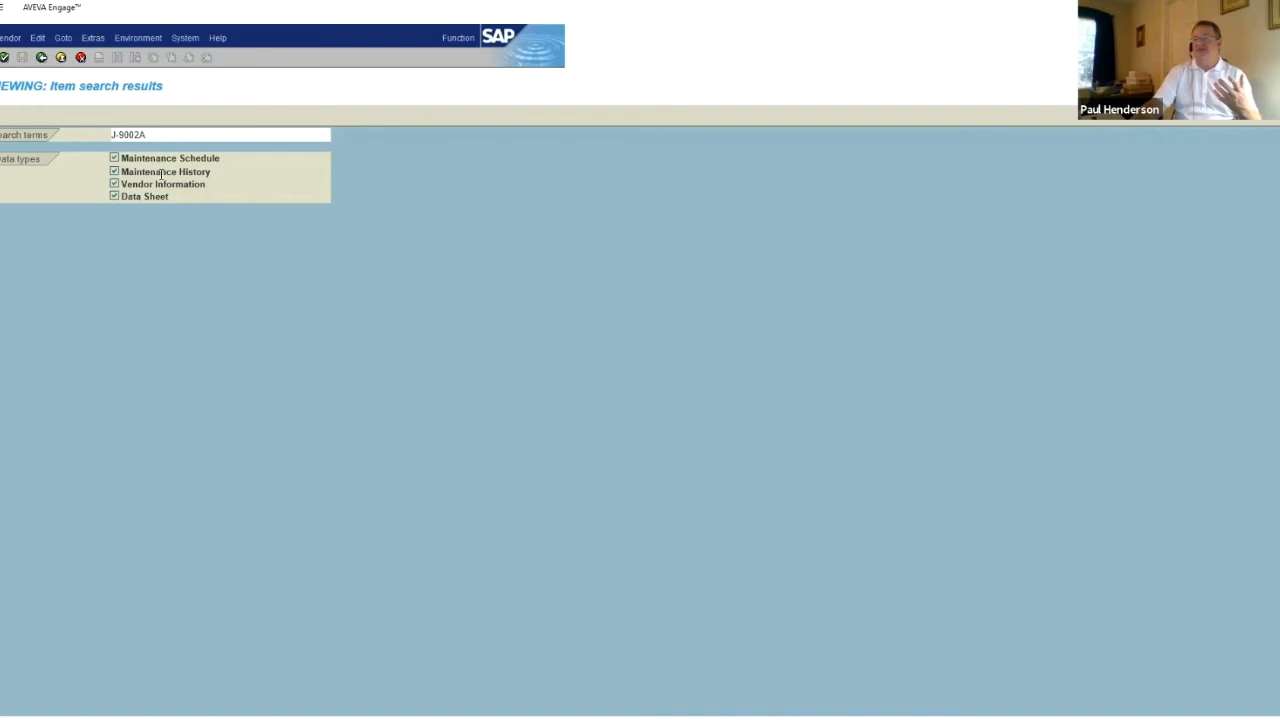 AVEVA Engage™
endor Edit Goto Extras Environment System Help Function SAP
EWING: Item search results
Paul Henderson
earch terms J-9002A
ata types Maintenance Schedule
Maintenance History
Vendor Information
Data Sheet